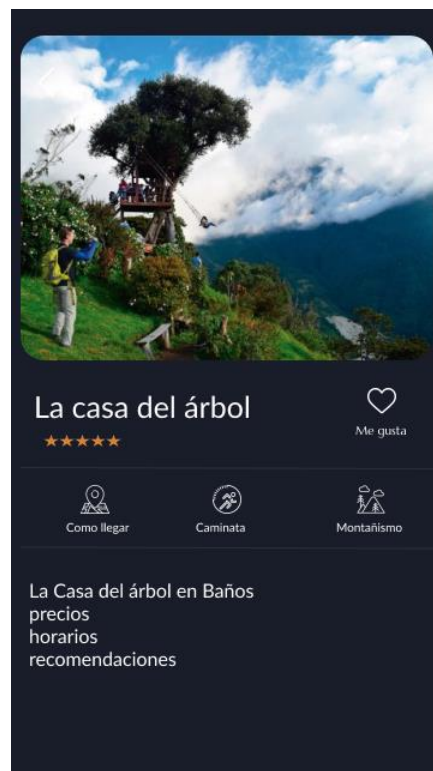 La casa del árbol
Me gusta
Como llegar
Caminata
Montañismo
La Casa del árbol en Baños
precios
horarios
recomendaciones